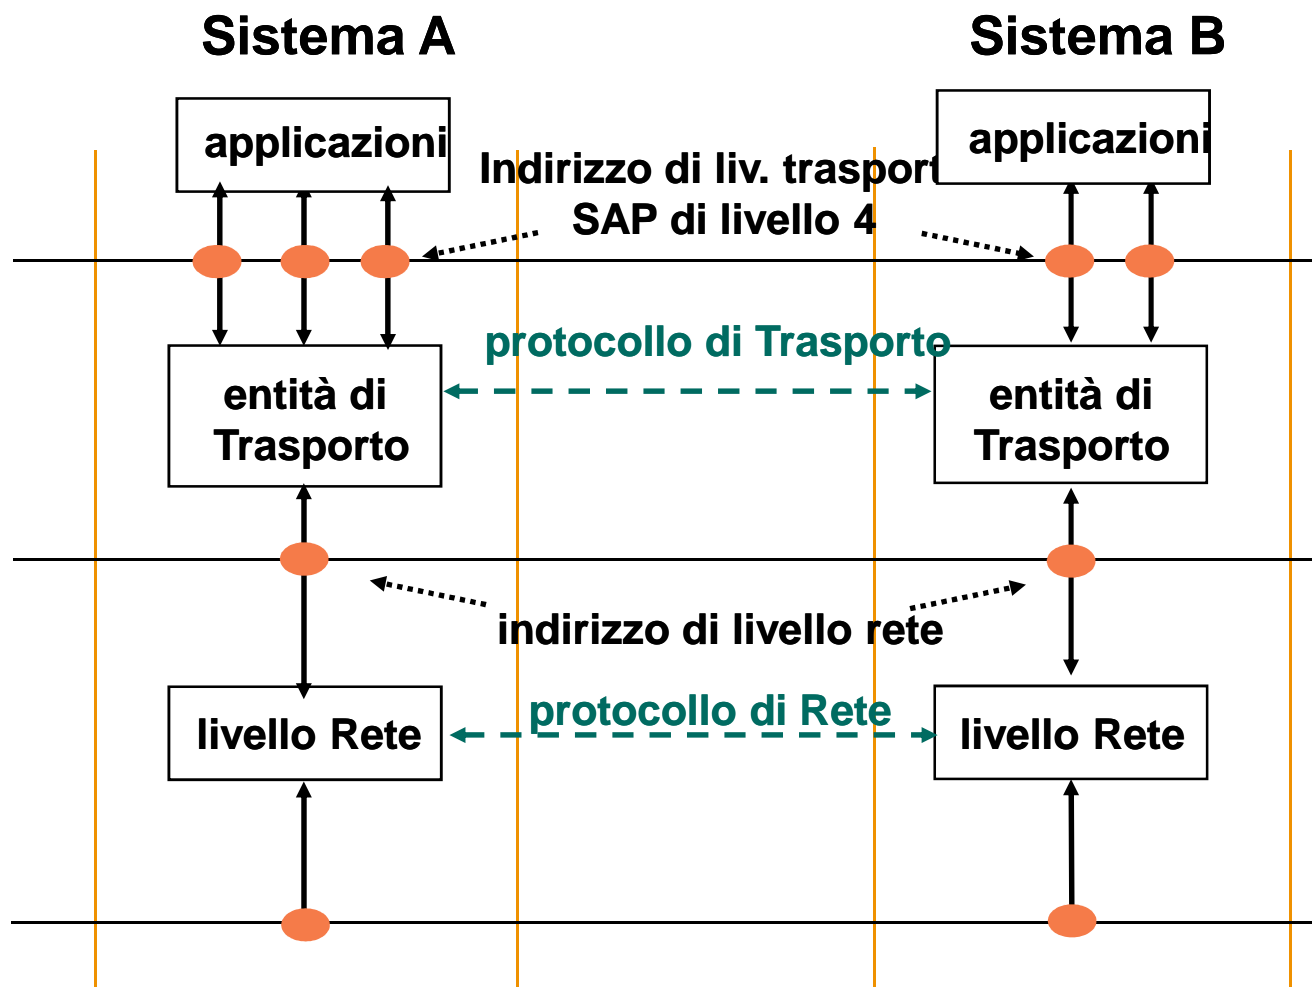 Sistema A
Sistema B
applicazioni
applicazioni
Indirizzo di liv. trasport
SAP di livello 4
protocollo di Trasporto
entità di
Trasporto
entità di
Trasporto
indirizzo di livello rete
protocollo di Rete
livello Rete
livello Rete